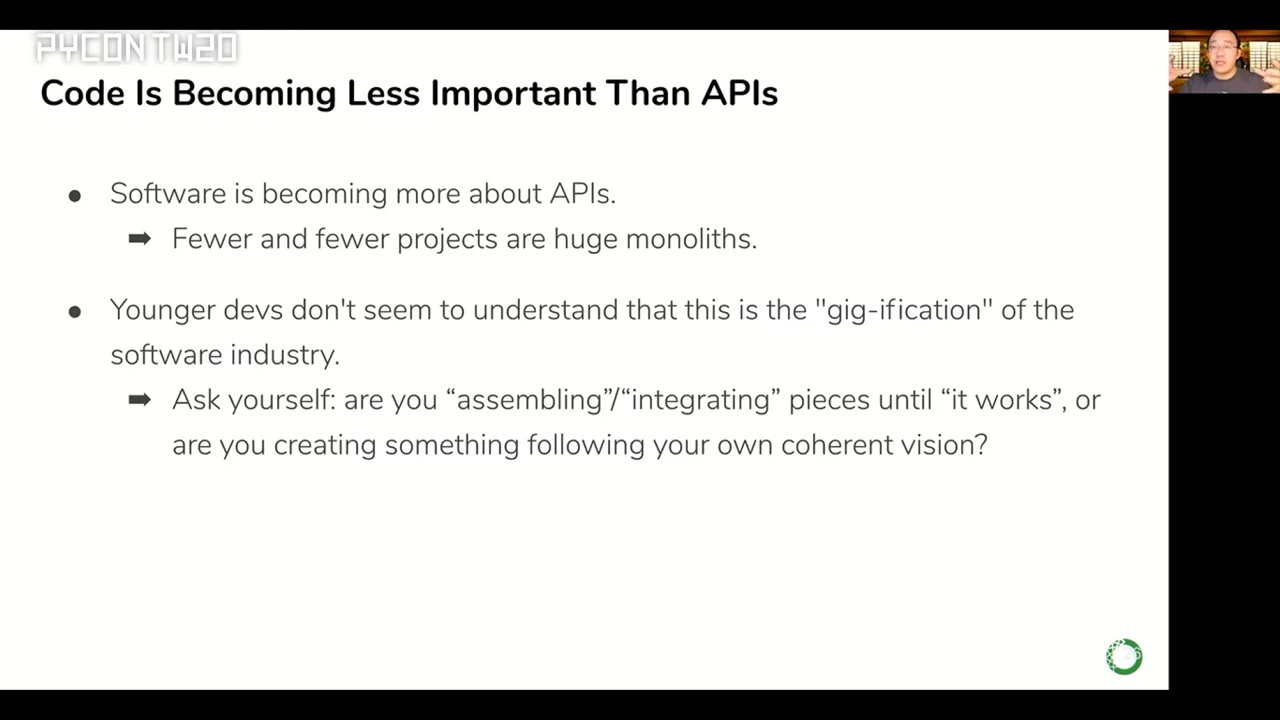 PYCON TW20
Code Is Becoming Less Important Than APIs
● Software is becoming more about APIs.
➡ Fewer and fewer projects are huge monoliths.
● Younger devs don't seem to understand that this is the "gig-ification" of the
software industry.
➡ Ask yourself: are you “assembling”/“integrating” pieces until “it works”, or
are you creating something following your own coherent vision?